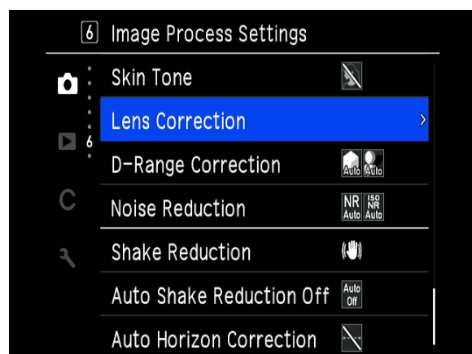 6 Image Process Settings
Skin Tone
Lens Correction >
6
D-Range Correction Auto Auto
C
Noise Reduction NR Auto ISO NR Auto
Shake Reduction
Auto Shake Reduction Off Auto Off
Auto Horizon Correction